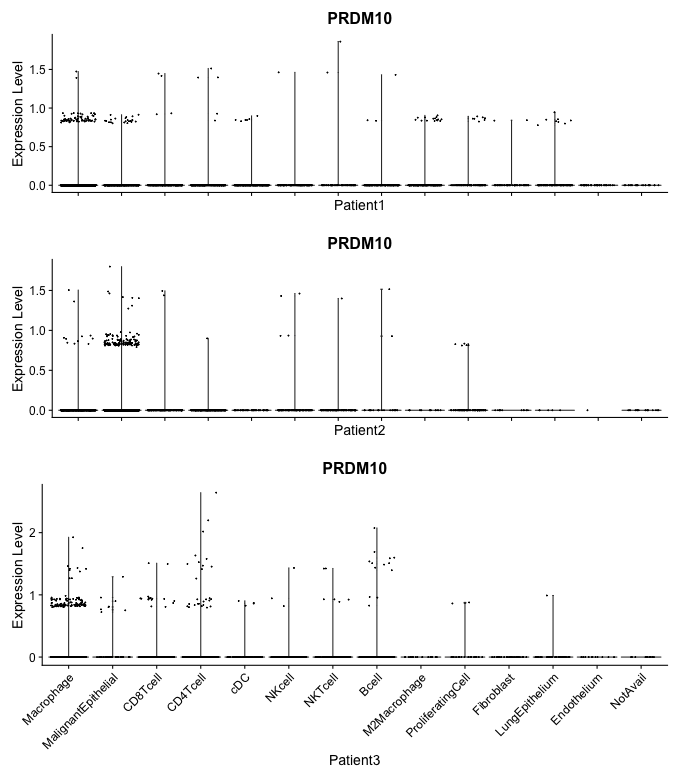 PRDM10
Expression Level
1.5
1.0
0.5
0.0
Patient1
PRDM10
Expression Level
1.5
1.0
0.5
0.0
Patient2
PRDM10
Expression Level
2
1
0
Macrophage
MalignantEpithelial
CD8Tcell
CD4Tcell
cDC
NKcell
NKTcell
Bcell
M2Macrophage
ProliferatingCell
Fibroblast
LungEpithelium
Endothelium
NotAvail
Patient3